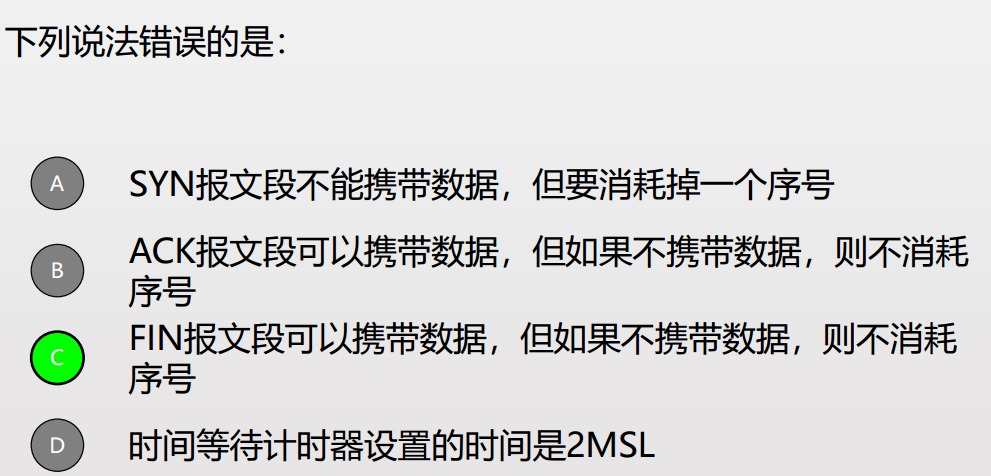 下列说法错误的是：
A SYN报文段不能携带数据，但要消耗掉一个序号
B ACK报文段可以携带数据，但如果不携带数据，则不消耗
序号
C FIN报文段可以携带数据，但如果不携带数据，则不消耗
序号
D 时间等待计时器设置的时间是2MSL